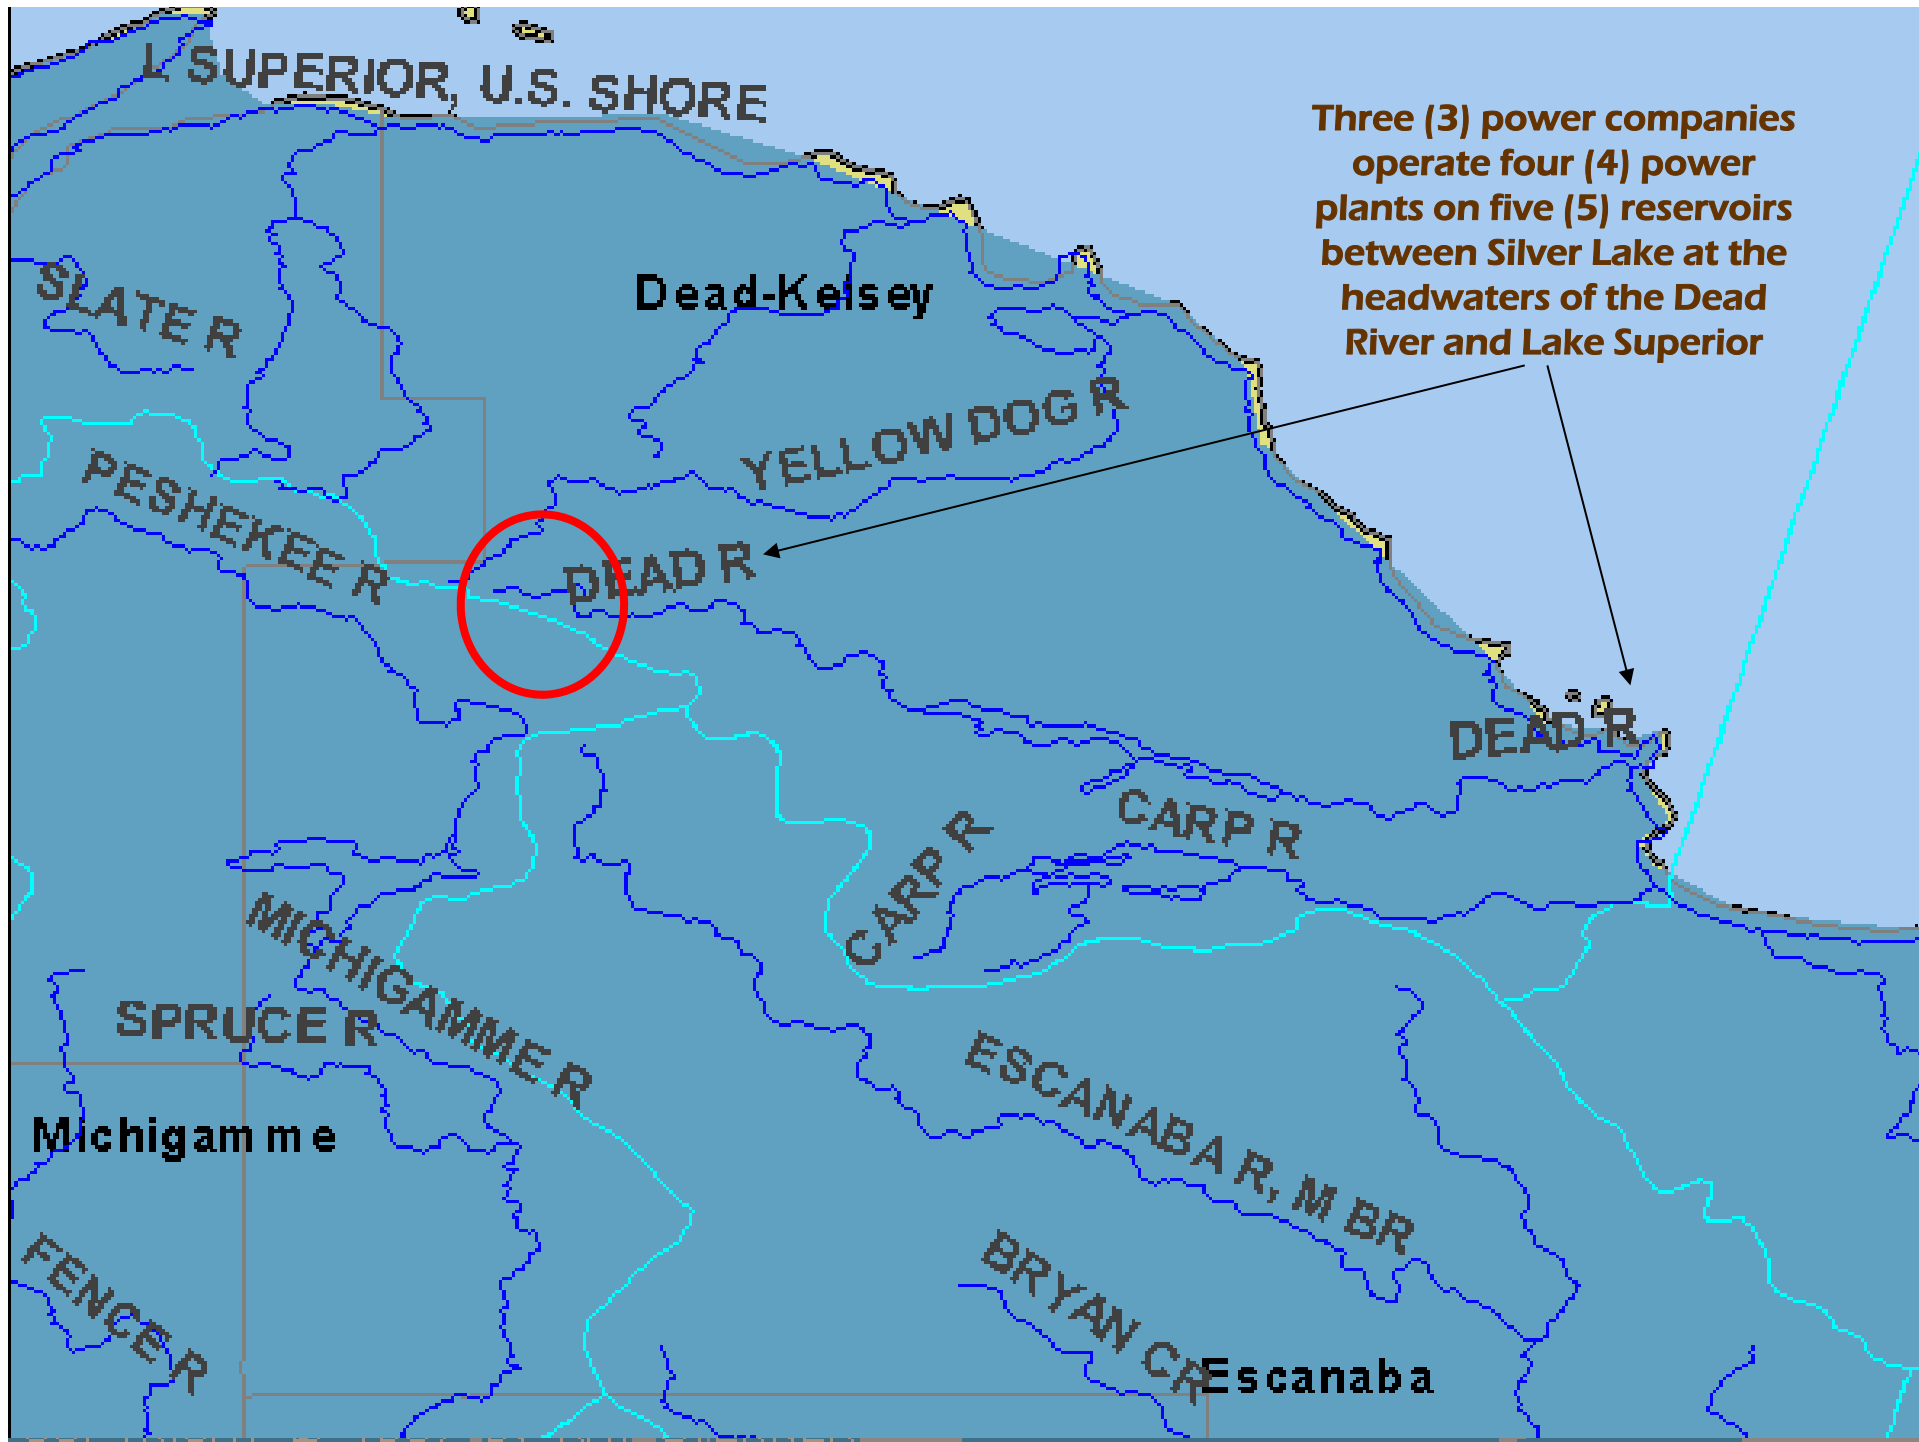 L SUPERIOR, U.S. SHORE
Three (3) power companies
operate four (4) power
plants on five (5) reservoirs
between Silver Lake at the
headwaters of the Dead
River and Lake Superior
SLATE R
Dead-Kelsey
YELLOW DOG R
PESHEKEE R
DEAD R
DEAD R
CARP R
CARP R
MICHIGAMME R
SPRUCE R
ESCANABA R, M BR
Michigamme
FENCE R
BRYAN CR
Escanaba